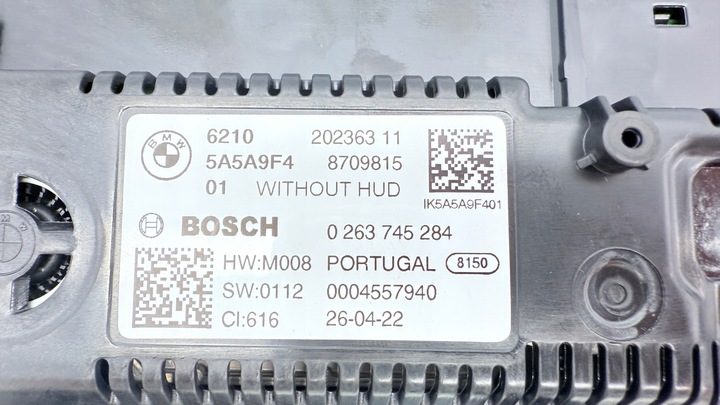 BMW
6210 202363 11
5A5A9F4 8709815
01 WITHOUT HUD
IK5A5A9F401
BOSCH 0 263 745 284
HW:M008 PORTUGAL 8150
SW:0112 0004557940
CI:616 26-04-22